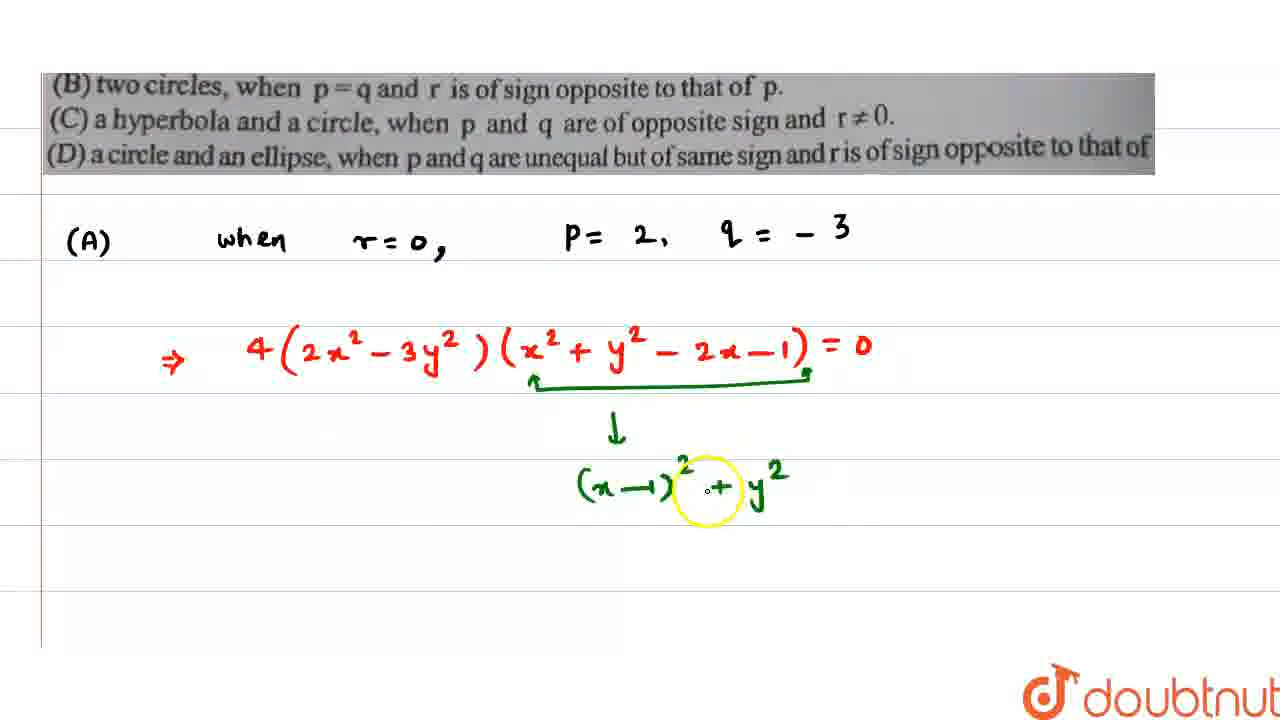 (B) two circles, when p=q and r is of sign opposite to that of p.
(C) a hyperbola and a circle, when p and q are of opposite sign and r≠0.
(D) a circle and an ellipse, when p and q are unequal but of same sign and r is of sign opposite to that of
(A) when r=0, P= 2, q = -3
⇒ 4(2x² - 3y²)(x² + y² - 2x - 1) = 0
↓
(x-1)² + y²
doubtnut